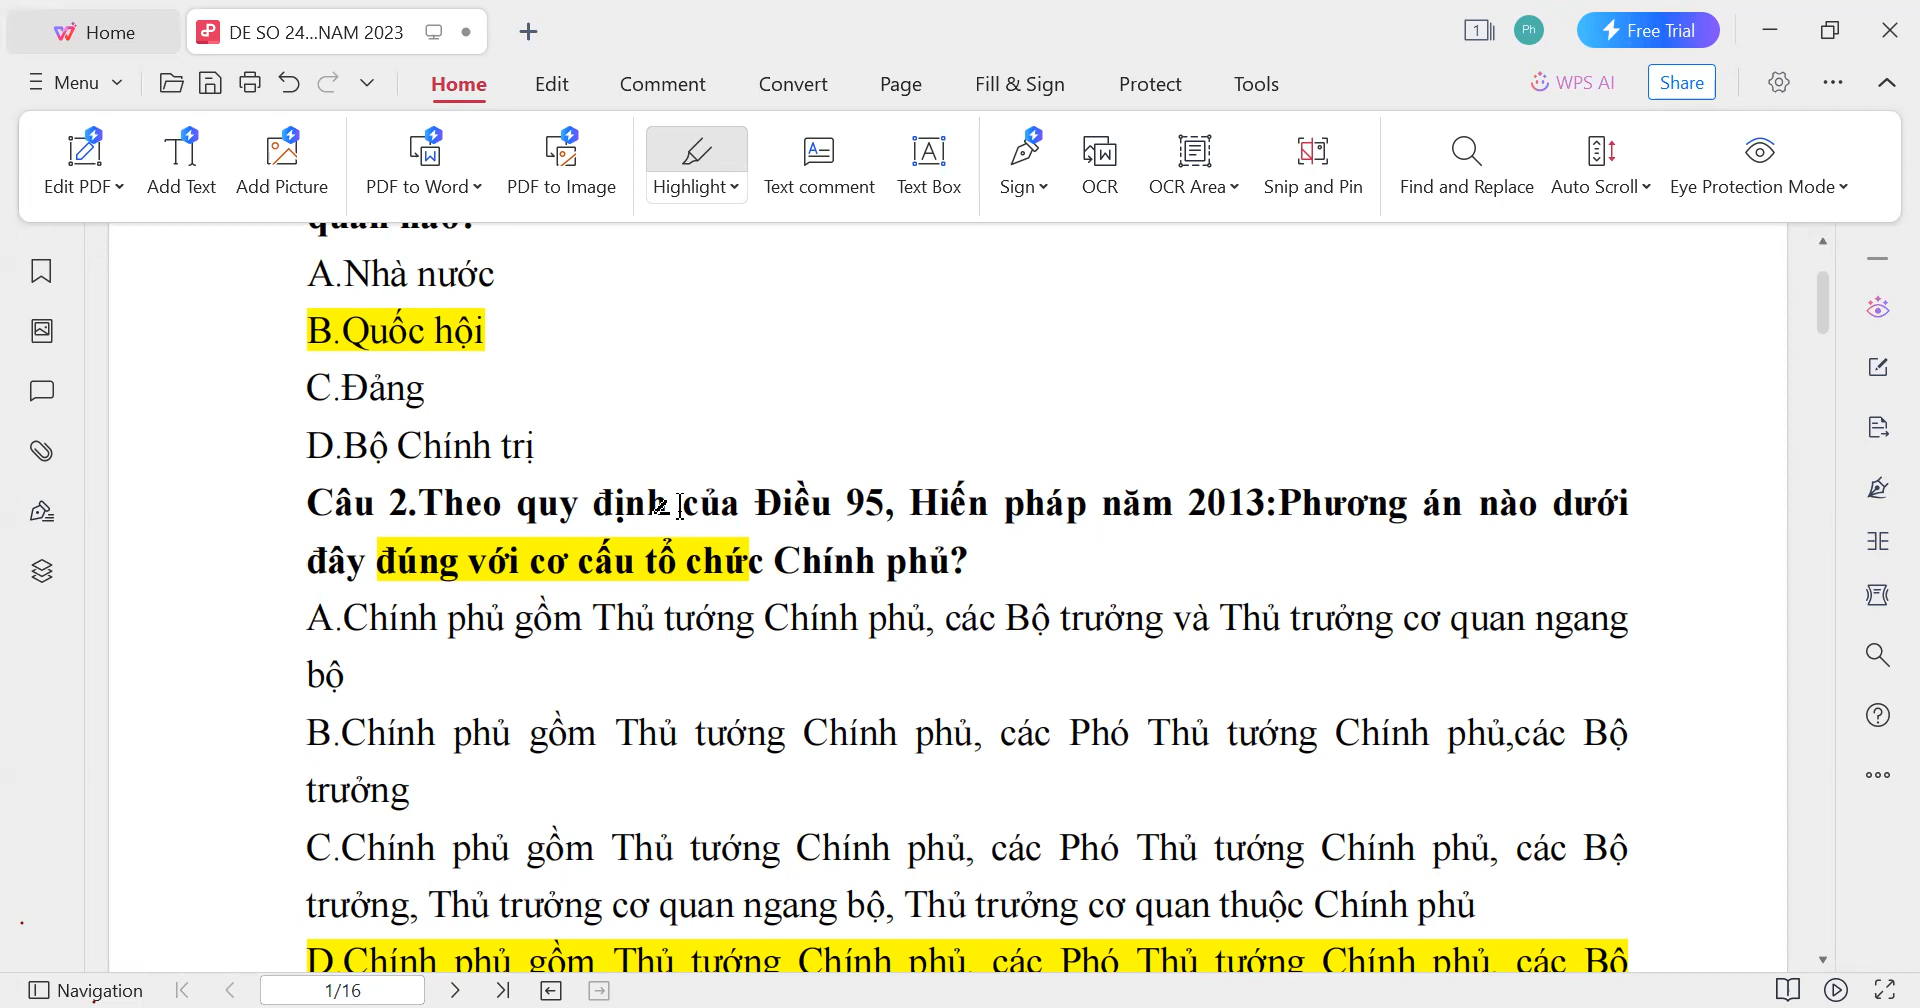 Home
DE SO 24...NAM 2023
1
Ph
Free Trial
Menu
Home
Edit
Comment
Convert
Page
Fill & Sign
Protect
Tools
WPS AI
Share
Edit PDF
Add Text
Add Picture
PDF to Word
PDF to Image
Highlight
Text comment
Text Box
Sign
OCR
OCR Area
Snip and Pin
Find and Replace
Auto Scroll
Eye Protection Mode
quan nào?
A.Nhà nước
B.Quốc hội
C.Đảng
D.Bộ Chính trị
Câu 2.Theo quy định của Điều 95, Hiến pháp năm 2013:Phương án nào dưới
đây đúng với cơ cấu tổ chức Chính phủ?
A.Chính phủ gồm Thủ tướng Chính phủ, các Bộ trưởng và Thủ trưởng cơ quan ngang
bộ
B.Chính phủ gồm Thủ tướng Chính phủ, các Phó Thủ tướng Chính phủ,các Bộ
trưởng
C.Chính phủ gồm Thủ tướng Chính phủ, các Phó Thủ tướng Chính phủ, các Bộ
trưởng, Thủ trưởng cơ quan ngang bộ, Thủ trưởng cơ quan thuộc Chính phủ
D.Chính phủ gồm Thủ tướng Chính phủ, các Phó Thủ tướng Chính phủ, các Bộ
Navigation
1/16